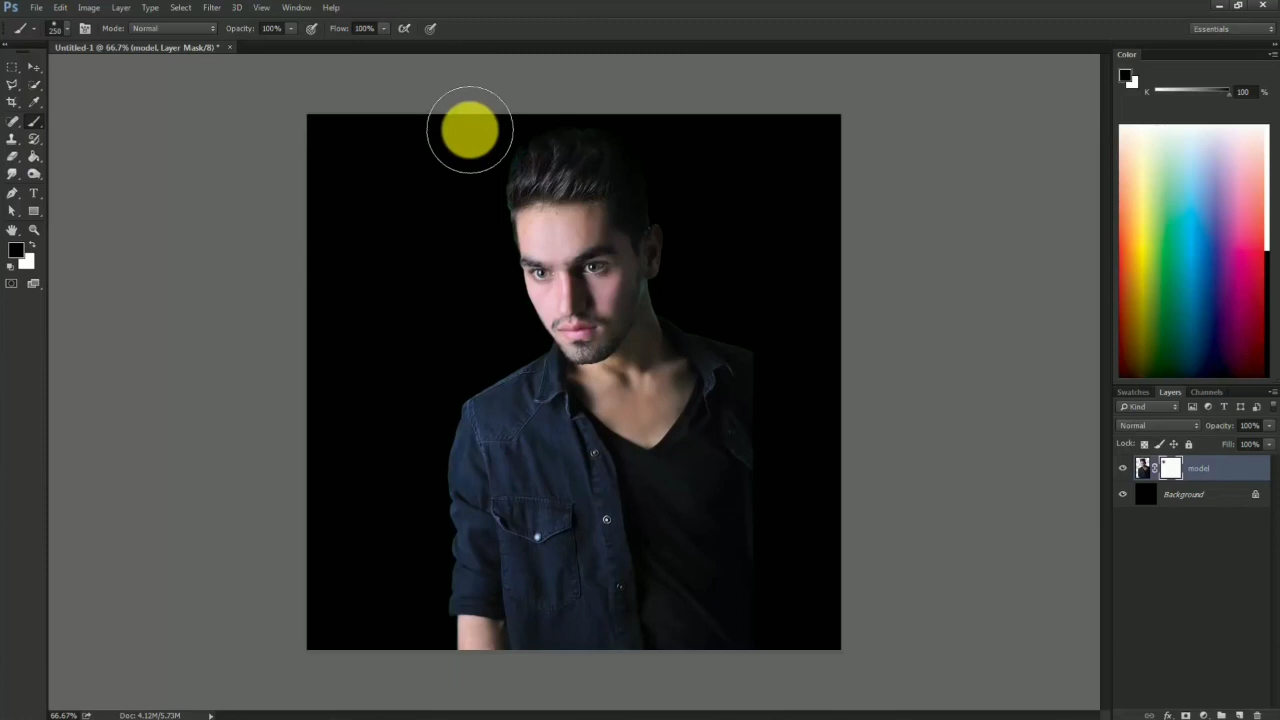 Ps File Edit Image Layer Type Select Filter 3D View Window Help
250 Mode: Normal Opacity: 100% Flow: 100% Essentials
Untitled-1 @ 66.7% (model, Layer Mask/8) * ×
Color
K 100 %
Swatches Layers Channels
Kind
Normal Opacity: 100%
Lock: Fill: 100%
model
Background
66.67% Doc: 4.12M/5.73M